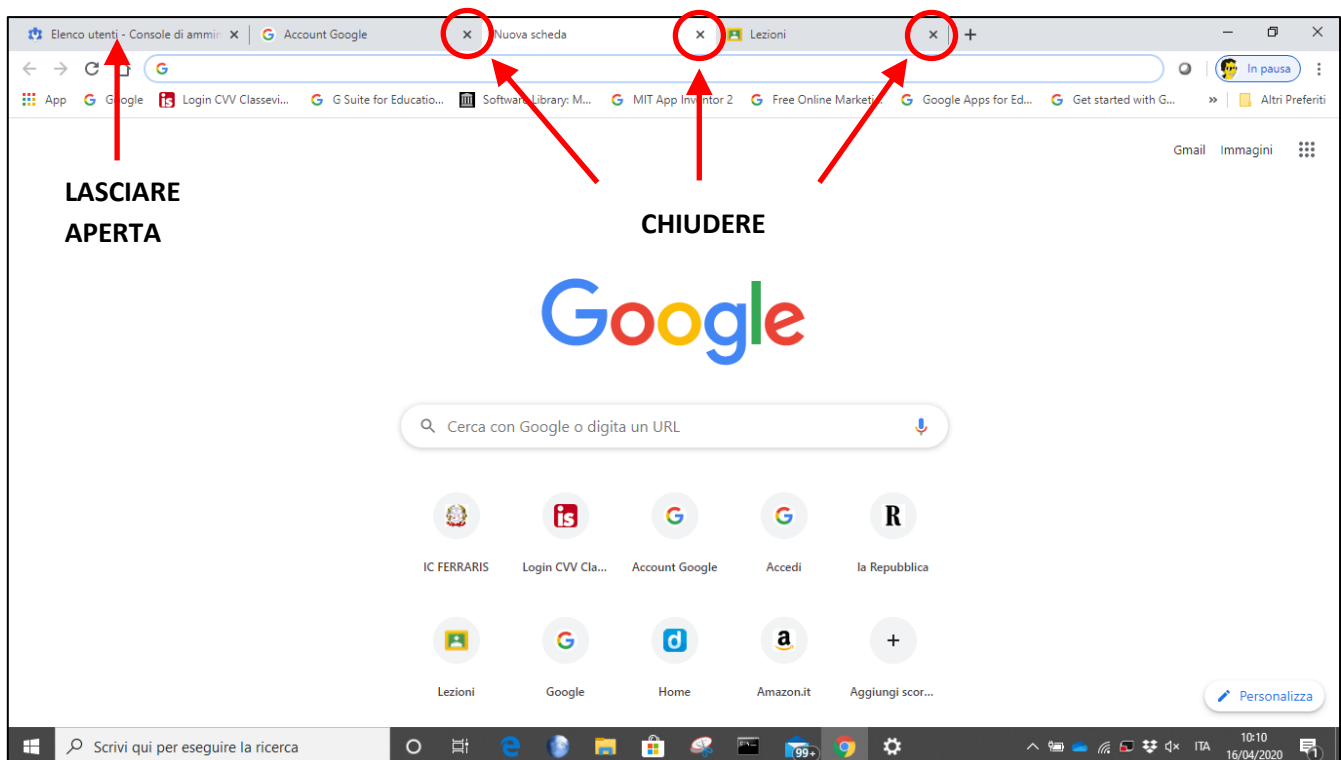 Elenco utenti - Console di ammin
Account Google
Nuova scheda
Lezioni
In pausa
App
Google
Login CVV Classevi...
G Suite for Educatio...
Software Library: M...
MIT App Inventor 2
Free Online Marketi...
Google Apps for Ed...
Get started with G...
»
Altri Preferiti
Gmail
Immagini
LASCIARE
APERTA
CHIUDERE
Google
Cerca con Google o digita un URL
IC FERRARIS
Login CVV Cla...
Account Google
Accedi
la Repubblica
Lezioni
Google
Home
Amazon.it
Aggiungi scor...
Personalizza
Scrivi qui per eseguire la ricerca
99+
ITA
10:10
16/04/2020
1